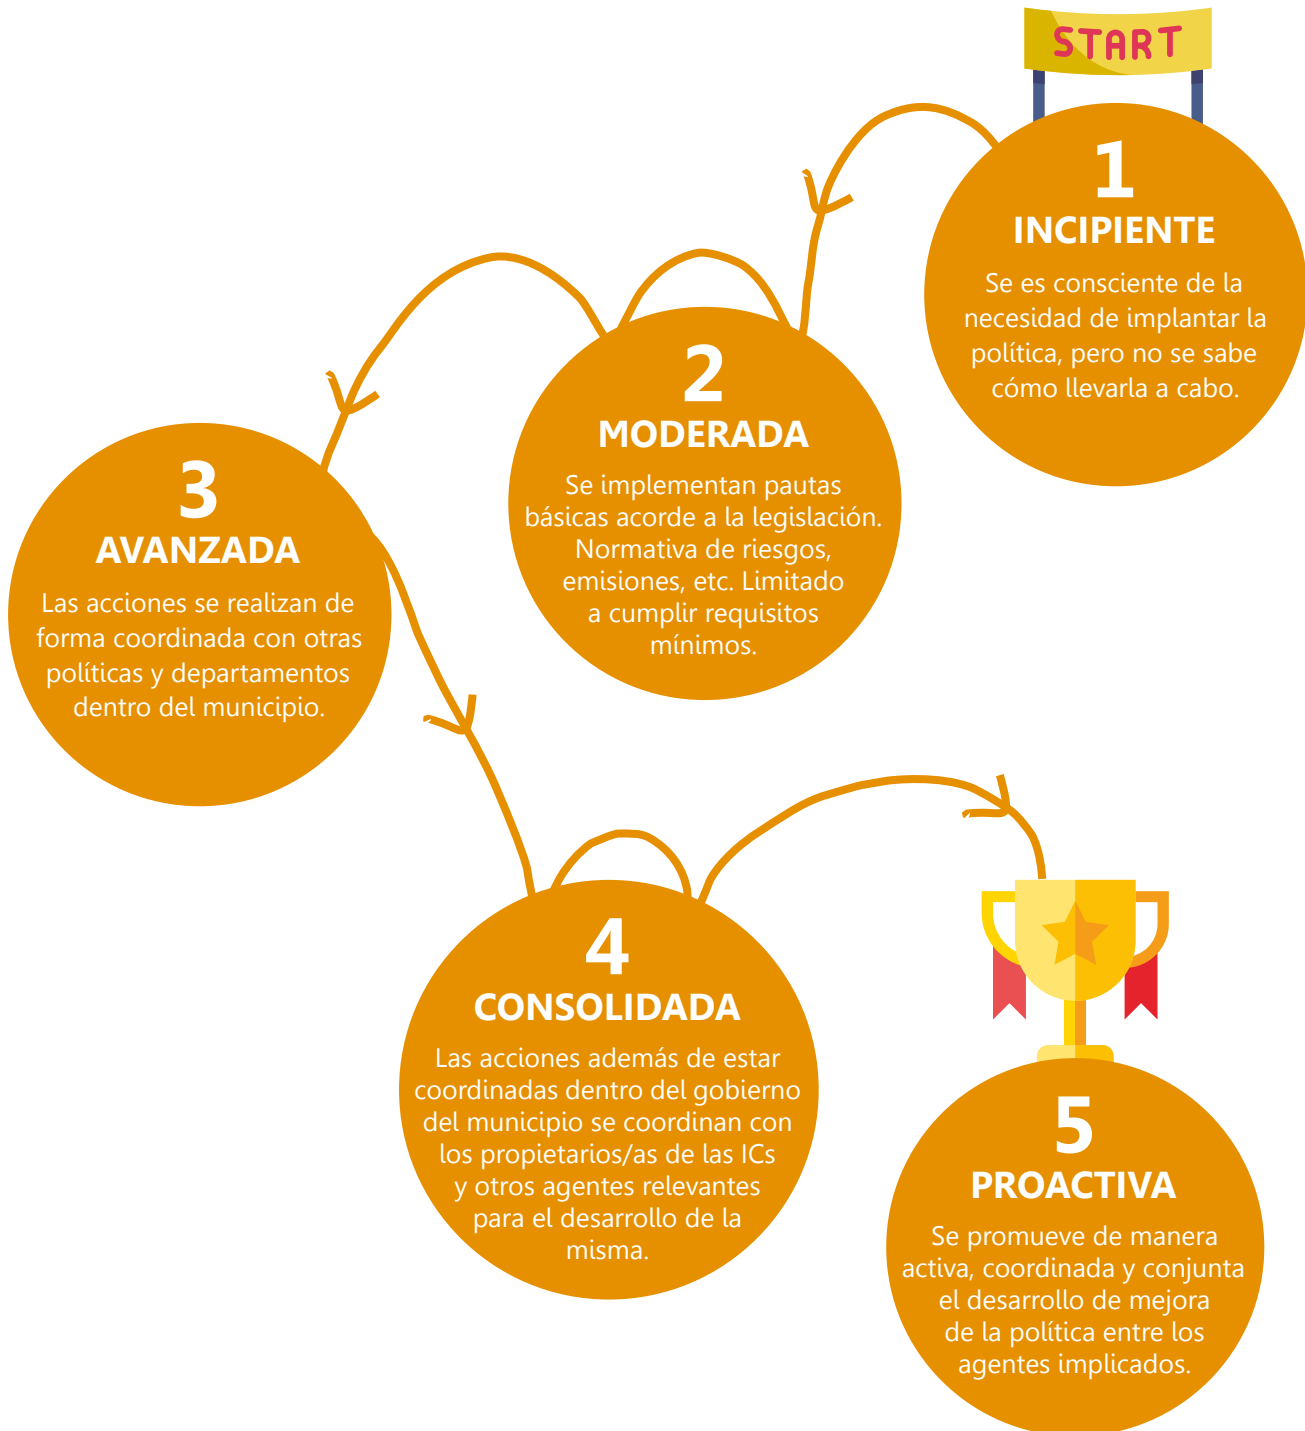 START
1
INCIPIENTE
Se es consciente de la
necesidad de implantar la
política, pero no se sabe
cómo llevarla a cabo.
2
MODERADA
Se implementan pautas
básicas acorde a la legislación.
Normativa de riesgos,
emisiones, etc. Limitado
a cumplir requisitos
mínimos.
3
AVANZADA
Las acciones se realizan de
forma coordinada con otras
políticas y departamentos
dentro del municipio.
4
CONSOLIDADA
Las acciones además de estar
coordinadas dentro del gobierno
del municipio se coordinan con
los propietarios/as de las ICs
y otros agentes relevantes
para el desarrollo de la
misma.
5
PROACTIVA
Se promueve de manera
activa, coordinada y conjunta
el desarrollo de mejora
de la política entre los
agentes implicados.